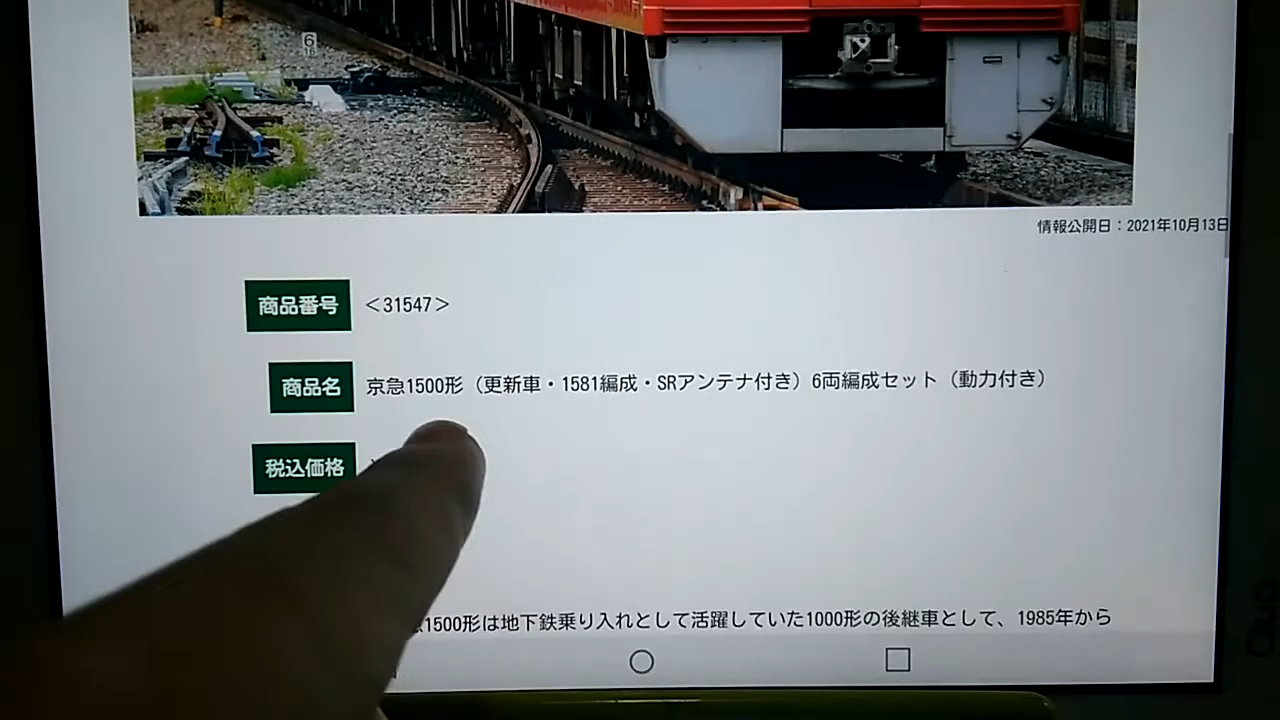 6
情報公開日：2021年10月13日
商品番号
＜31547＞
商品名
京急1500形（更新車・1581編成・SRアンテナ付き）6両編成セット（動力付き）
税込価格
急1500形は地下鉄乗り入れとして活躍していた1000形の後継車として、1985年から